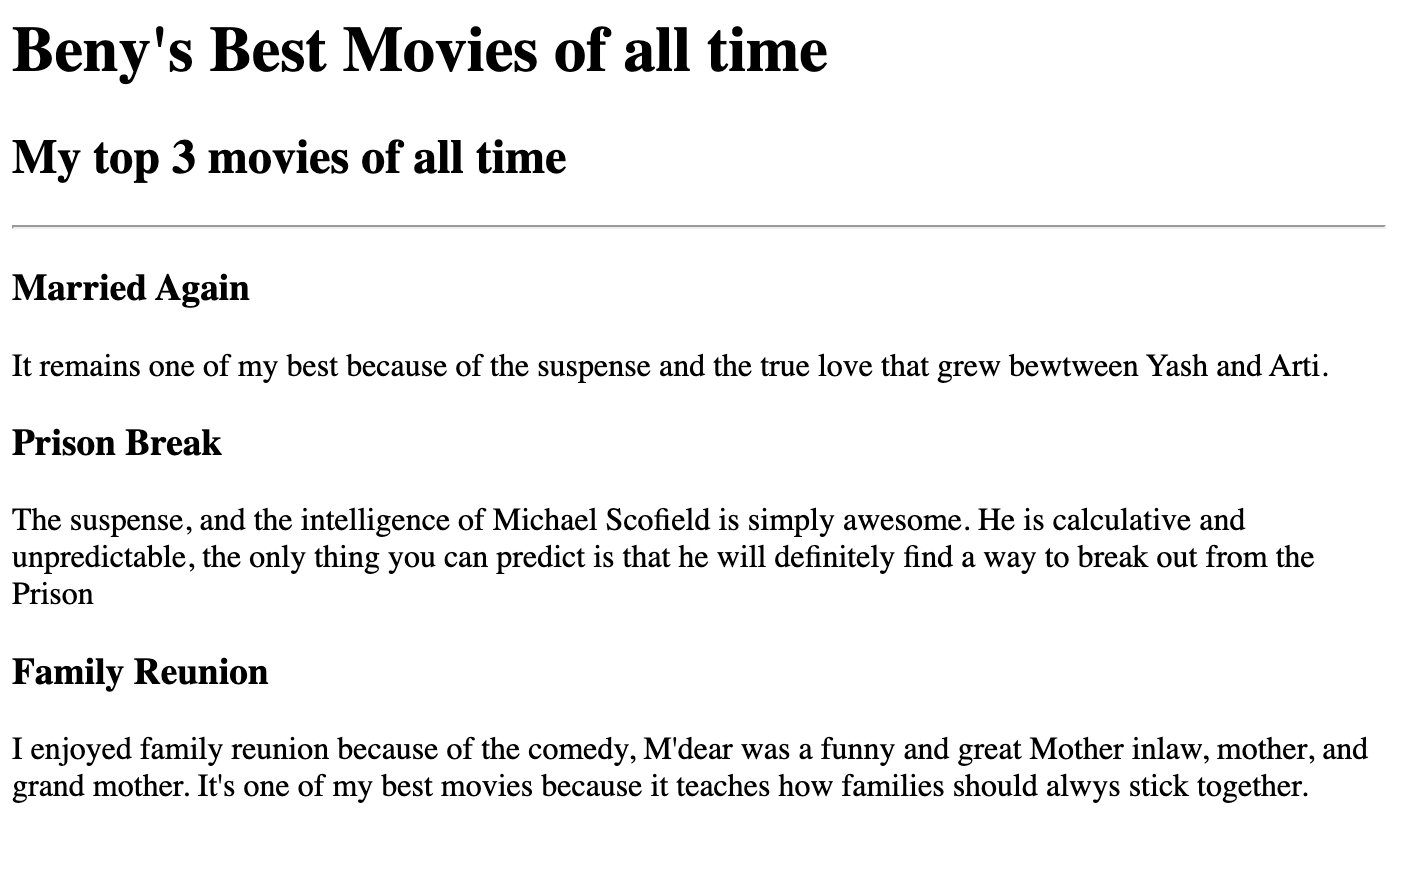 Beny's Best Movies of all time
My top 3 movies of all time
Married Again
It remains one of my best because of the suspense and the true love that grew bewtween Yash and Arti.
Prison Break
The suspense, and the intelligence of Michael Scofield is simply awesome. He is calculative and
unpredictable, the only thing you can predict is that he will definitely find a way to break out from the
Prison
Family Reunion
I enjoyed family reunion because of the comedy, M'dear was a funny and great Mother inlaw, mother, and
grand mother. It's one of my best movies because it teaches how families should alwys stick together.